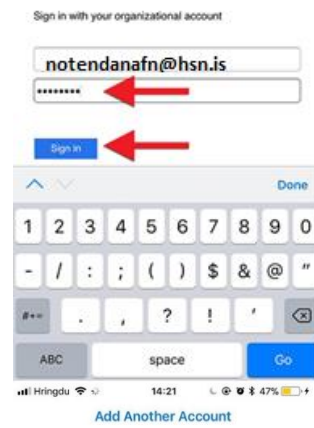 Sign in with your organizational account
notendanafn@hsn.is
••••••••
Sign in
Done
1 2 3 4 5 6 7 8 9 0
- / : ; ( ) $ & @ "
#+= . , ? ! '
ABC space Go
Hringdu 14:21 47%
Add Another Account